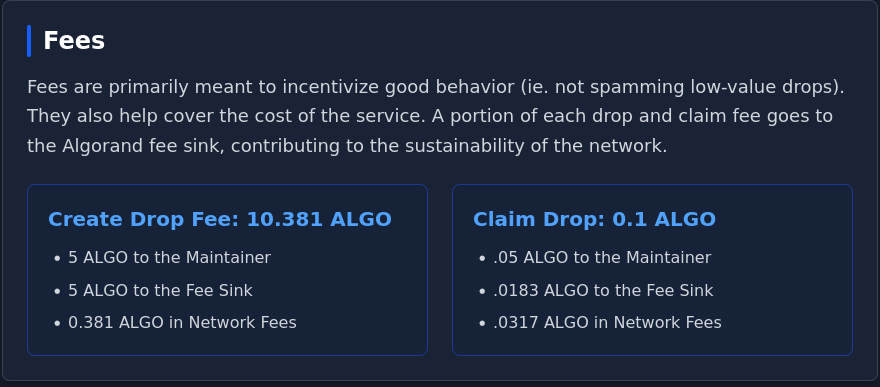 Fees
Fees are primarily meant to incentivize good behavior (ie. not spamming low-value drops).
They also help cover the cost of the service. A portion of each drop and claim fee goes to
the Algorand fee sink, contributing to the sustainability of the network.
Create Drop Fee: 10.381 ALGO
• 5 ALGO to the Maintainer
• 5 ALGO to the Fee Sink
• 0.381 ALGO in Network Fees
Claim Drop: 0.1 ALGO
• .05 ALGO to the Maintainer
• .0183 ALGO to the Fee Sink
• .0317 ALGO in Network Fees